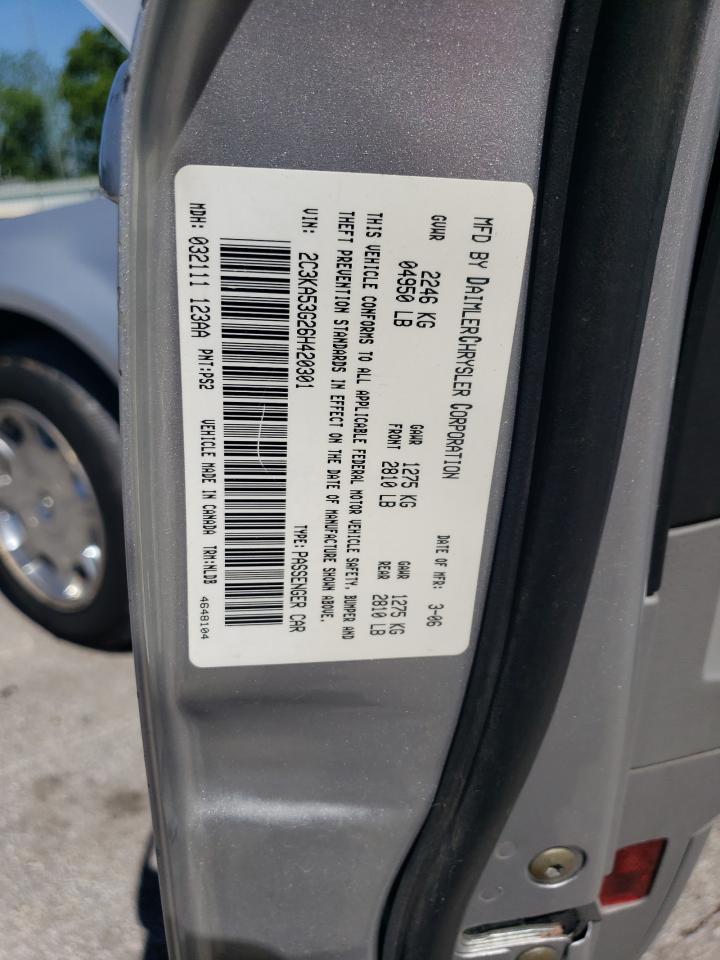 MFD BY DAIMLERCHRYSLER CORPORATION
DATE OF MFR: 3-06
GVWR 2246 KG 04950 LB
GAWR FRONT 1275 KG 2810 LB
GAWR REAR 1275 KG 2810 LB
THIS VEHICLE CONFORMS TO ALL APPLICABLE FEDERAL MOTOR VEHICLE SAFETY, BUMPER AND
THEFT PREVENTION STANDARDS IN EFFECT ON THE DATE OF MANUFACTURE SHOWN ABOVE.
VIN: 2C3KA53G26H420301 TYPE: PASSENGER CAR
MDH: 032111 123AA PNT:PS2 VEHICLE MADE IN CANADA TRM:NLDB 4648104